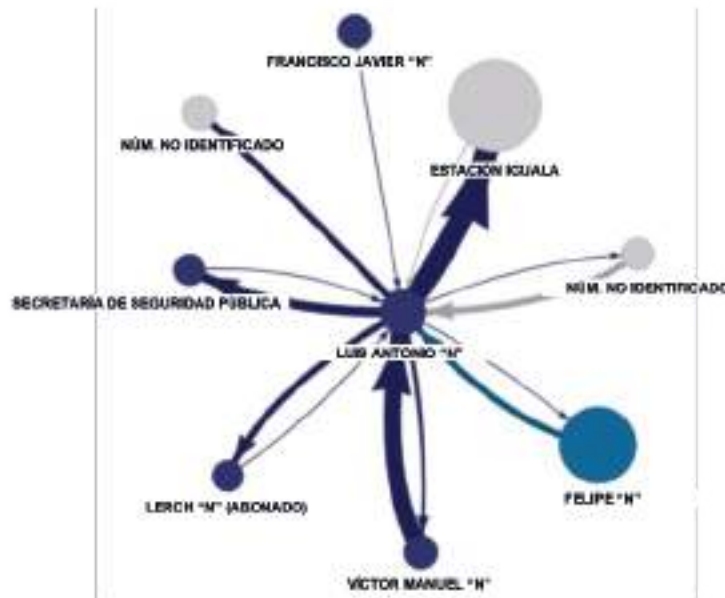 FRANCISCO JAVIER “N”
NÚM. NO IDENTIFICADO
ESTACIÓN IGUALA
SECRETARÍA DE SEGURIDAD PÚBLICA
NÚM. NO IDENTIFICADO
LUIS ANTONIO “N”
LERCH “N” (ABONADO)
FELIPE “N”
VÍCTOR MANUEL “N”